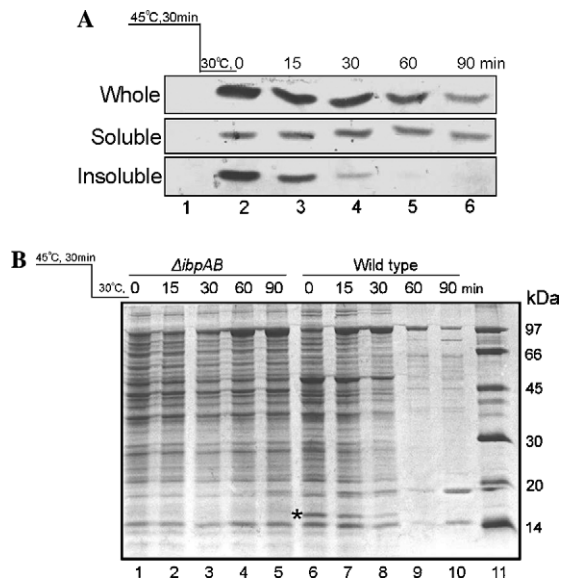 A
45°C,30min
30°C, 0 15 30 60 90 min
Whole
Soluble
Insoluble
1 2 3 4 5 6
B
45°C, 30min
ΔibpAB Wild type
30°C, 0 15 30 60 90 0 15 30 60 90 min
kDa
97
66
45
30
20
*
14
1 2 3 4 5 6 7 8 9 10 11